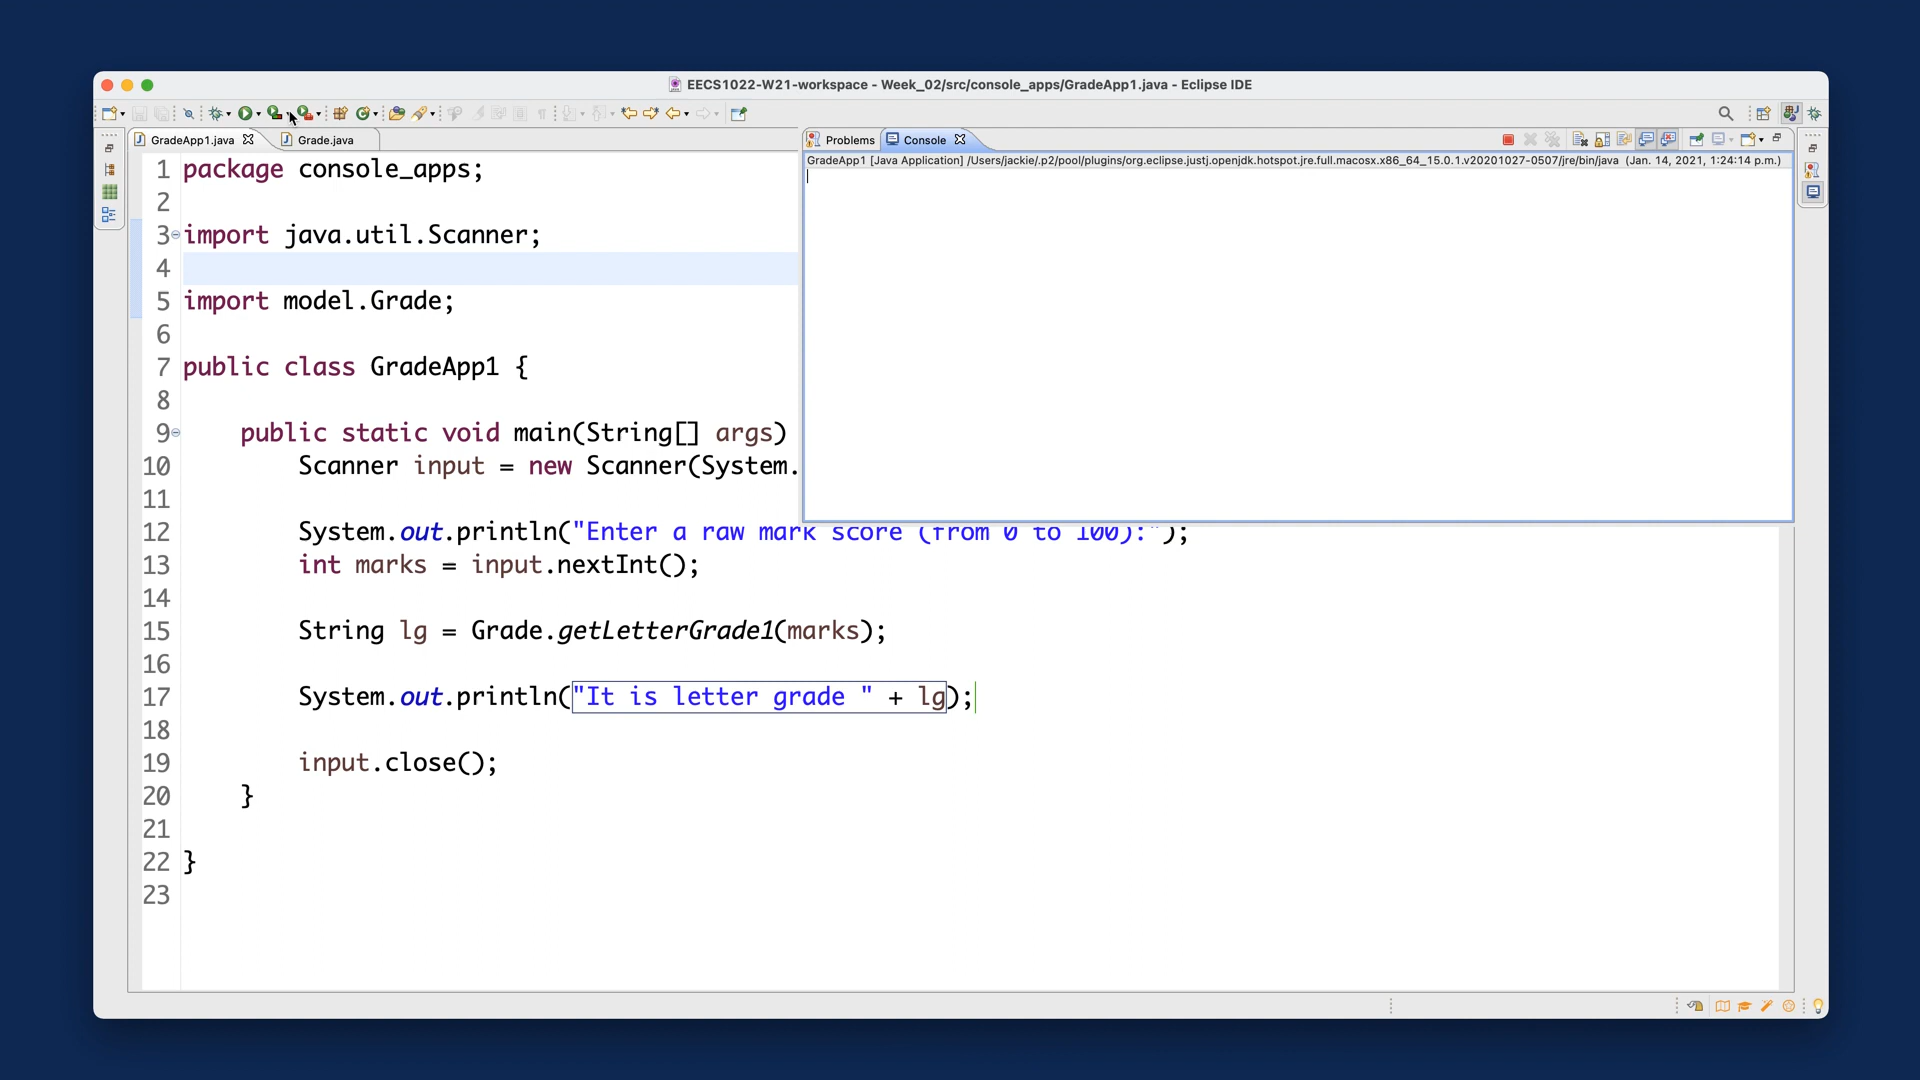 EECS1022-W21-workspace - Week_02/src/console_apps/GradeApp1.java - Eclipse IDE
GradeApp1.java
Grade.java
Problems
Console
GradeApp1 [Java Application] /Users/jackie/.p2/pool/plugins/org.eclipse.justj.openjdk.hotspot.jre.full.macosx.x86_64_15.0.1.v20201027-0507/jre/bin/java (Jan. 14, 2021, 1:24:14 p.m.)
1 package console_apps;
2
3 import java.util.Scanner;
4
5 import model.Grade;
6
7 public class GradeApp1 {
8
9 public static void main(String[] args)
10 Scanner input = new Scanner(System.
11
12 System.out.println("Enter a raw mark score (from 0 to 100):");
13 int marks = input.nextInt();
14
15 String lg = Grade.getLetterGrade1(marks);
16
17 System.out.println("It is letter grade " + lg);
18
19 input.close();
20 }
21
22 }
23